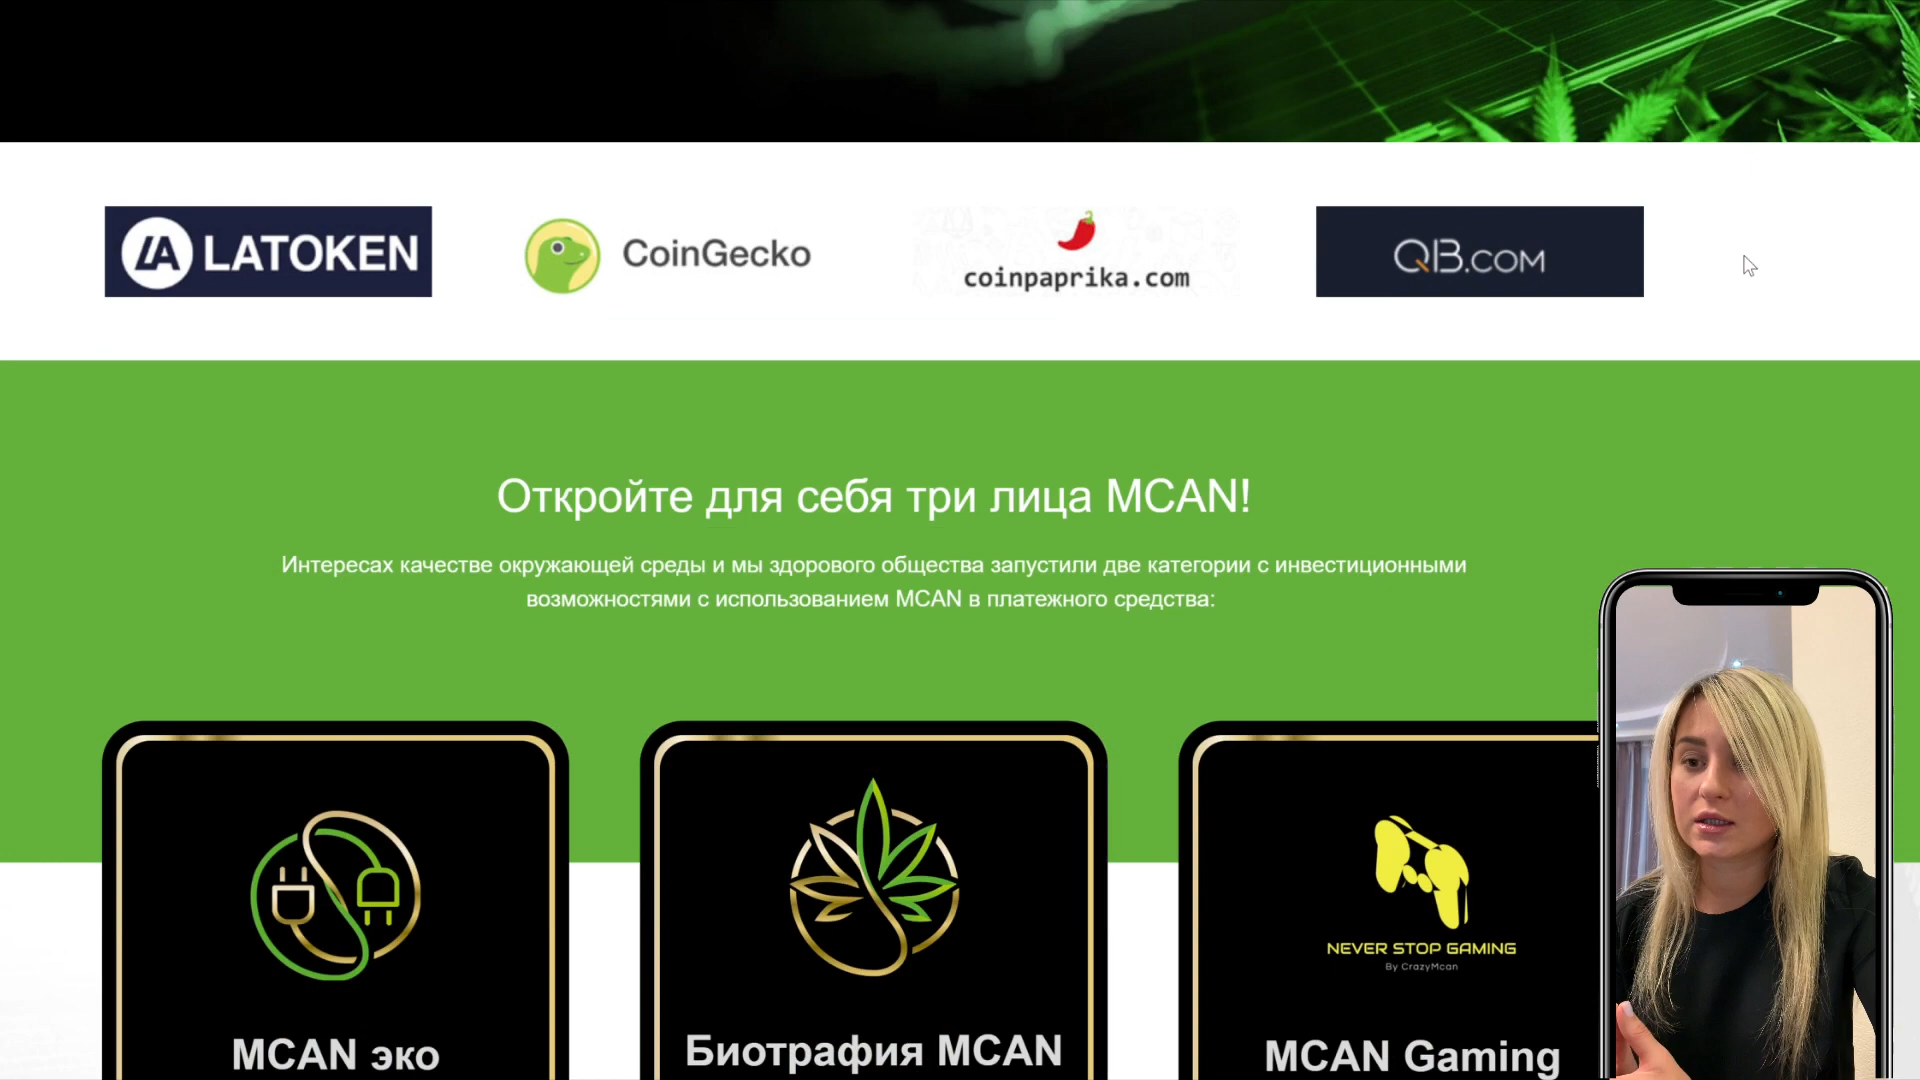 LATOKEN
CoinGecko
coinpaprika.com
QB.COM
Откройте для себя три лица MCAN!
Интересах качестве окружающей среды и мы здорового общества запустили две категории с инвестиционными
возможностями с использованием MCAN в платежного средства:
NEVER STOP GAMING
By CrazyMcan
MCAN эко
Биотрафия MCAN
MCAN Gaming